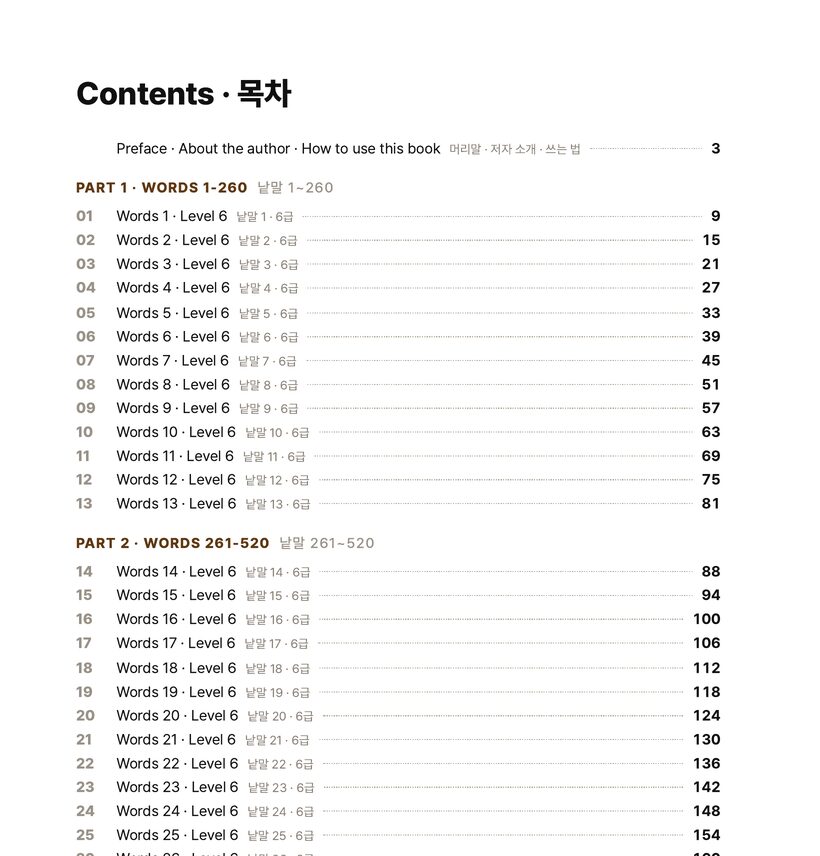 Contents · 목차
Preface · About the author · How to use this book 머리말 · 저자 소개 · 쓰는 법 3
PART 1 · WORDS 1-260 낱말 1~260
01 Words 1 · Level 6 낱말 1 · 6급 9
02 Words 2 · Level 6 낱말 2 · 6급 15
03 Words 3 · Level 6 낱말 3 · 6급 21
04 Words 4 · Level 6 낱말 4 · 6급 27
05 Words 5 · Level 6 낱말 5 · 6급 33
06 Words 6 · Level 6 낱말 6 · 6급 39
07 Words 7 · Level 6 낱말 7 · 6급 45
08 Words 8 · Level 6 낱말 8 · 6급 51
09 Words 9 · Level 6 낱말 9 · 6급 57
10 Words 10 · Level 6 낱말 10 · 6급 63
11 Words 11 · Level 6 낱말 11 · 6급 69
12 Words 12 · Level 6 낱말 12 · 6급 75
13 Words 13 · Level 6 낱말 13 · 6급 81
PART 2 · WORDS 261-520 낱말 261~520
14 Words 14 · Level 6 낱말 14 · 6급 88
15 Words 15 · Level 6 낱말 15 · 6급 94
16 Words 16 · Level 6 낱말 16 · 6급 100
17 Words 17 · Level 6 낱말 17 · 6급 106
18 Words 18 · Level 6 낱말 18 · 6급 112
19 Words 19 · Level 6 낱말 19 · 6급 118
20 Words 20 · Level 6 낱말 20 · 6급 124
21 Words 21 · Level 6 낱말 21 · 6급 130
22 Words 22 · Level 6 낱말 22 · 6급 136
23 Words 23 · Level 6 낱말 23 · 6급 142
24 Words 24 · Level 6 낱말 24 · 6급 148
25 Words 25 · Level 6 낱말 25 · 6급 154